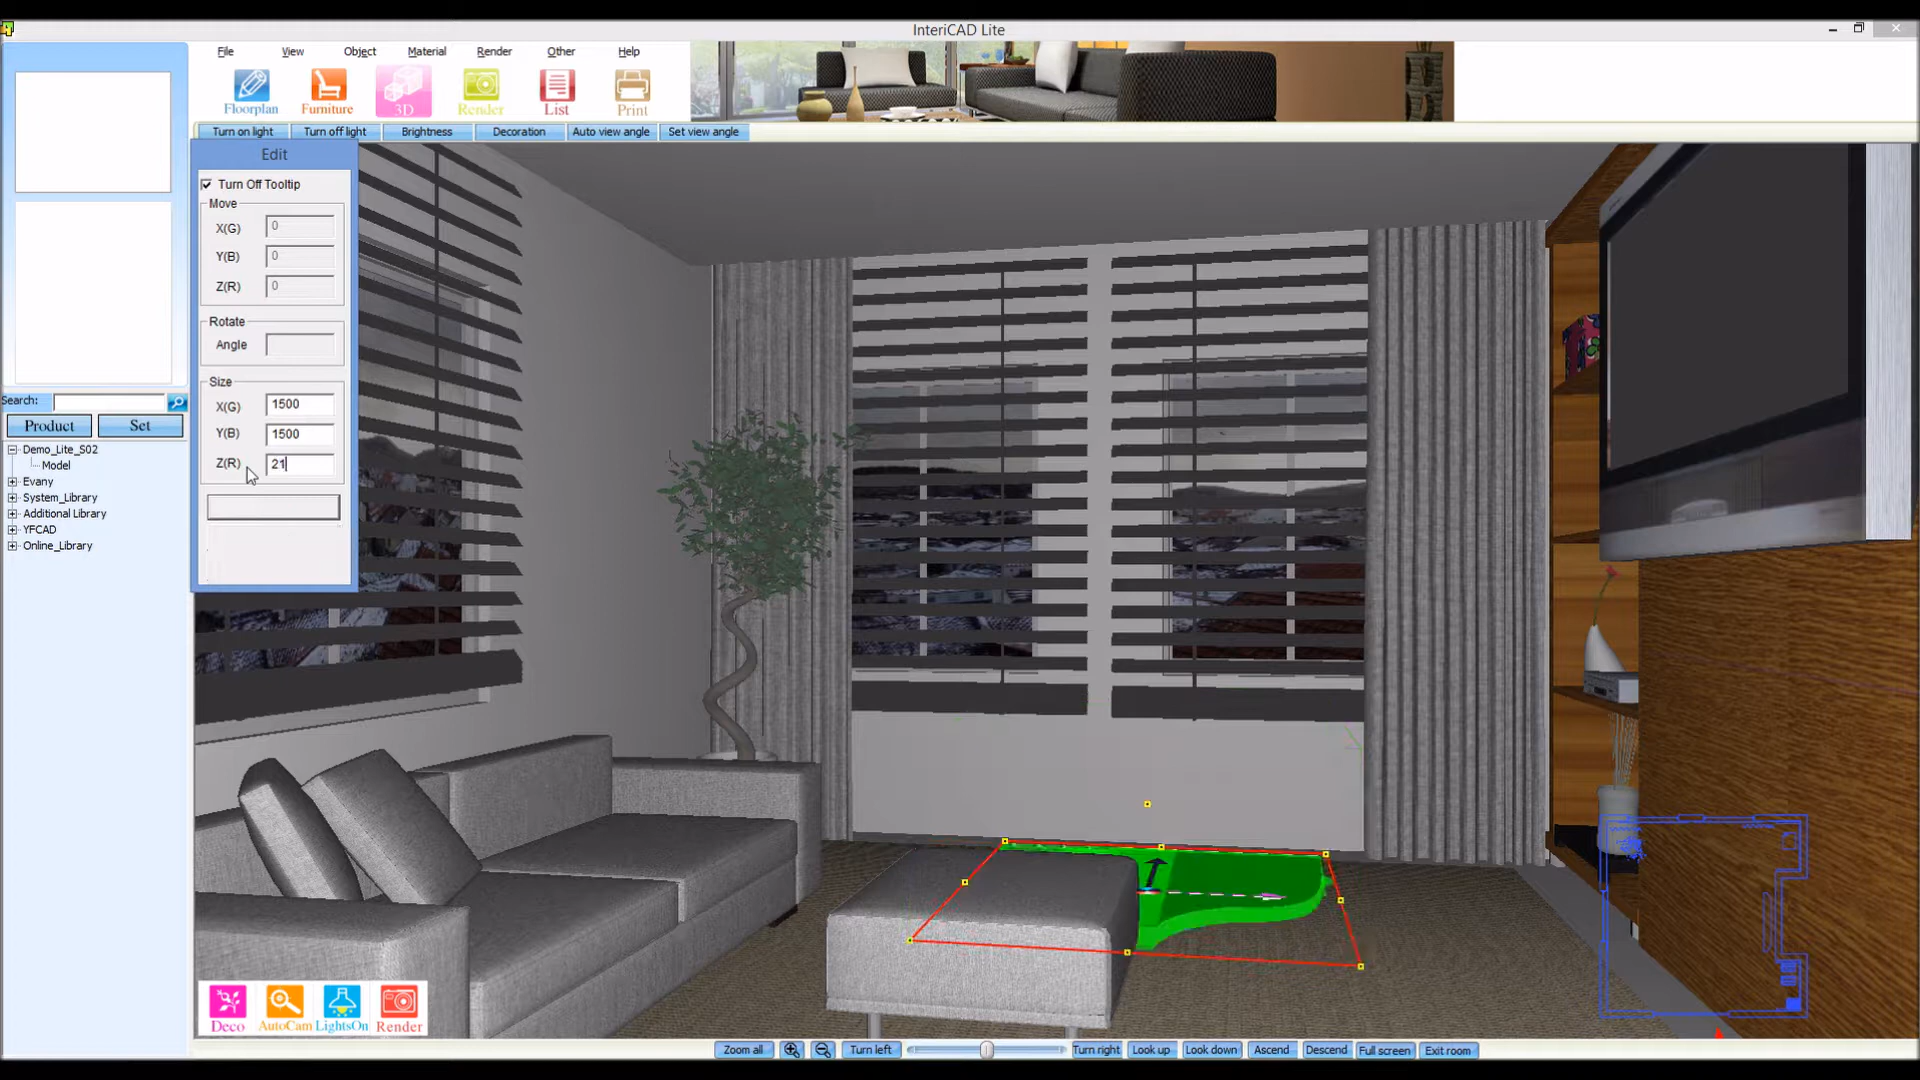 InteriCAD Lite
File View Object Material Render Other Help
Floorplan Furniture 3D Render List Print
Turn on light Turn off light Brightness Decoration Auto view angle Set view angle
Edit
Turn Off Tooltip
Move
X(G) 0
Y(B) 0
Z(R) 0
Rotate
Angle
Size
X(G) 1500
Y(B) 1500
Z(R) 21
Search:
Product Set
Demo_Lite_S02
Model
Evany
System_Library
Additional Library
YFCAD
Online_Library
Deco AutoCam LightsOn Render
Zoom all Turn left Turn right Look up Look down Ascend Descend Full screen Exit room